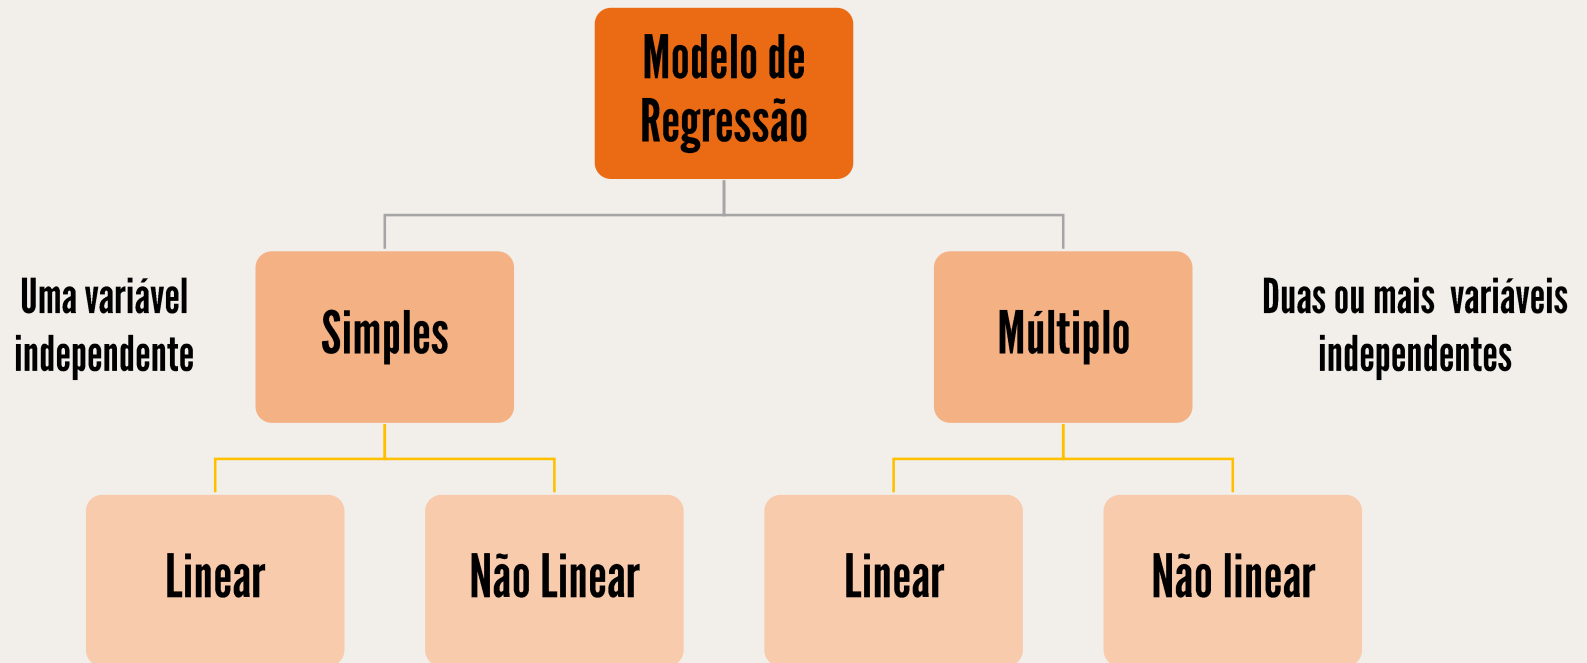 Modelo de
Regressão
Uma variável
independente
Simples
Múltiplo
Duas ou mais variáveis
independentes
Linear
Não Linear
Linear
Não linear